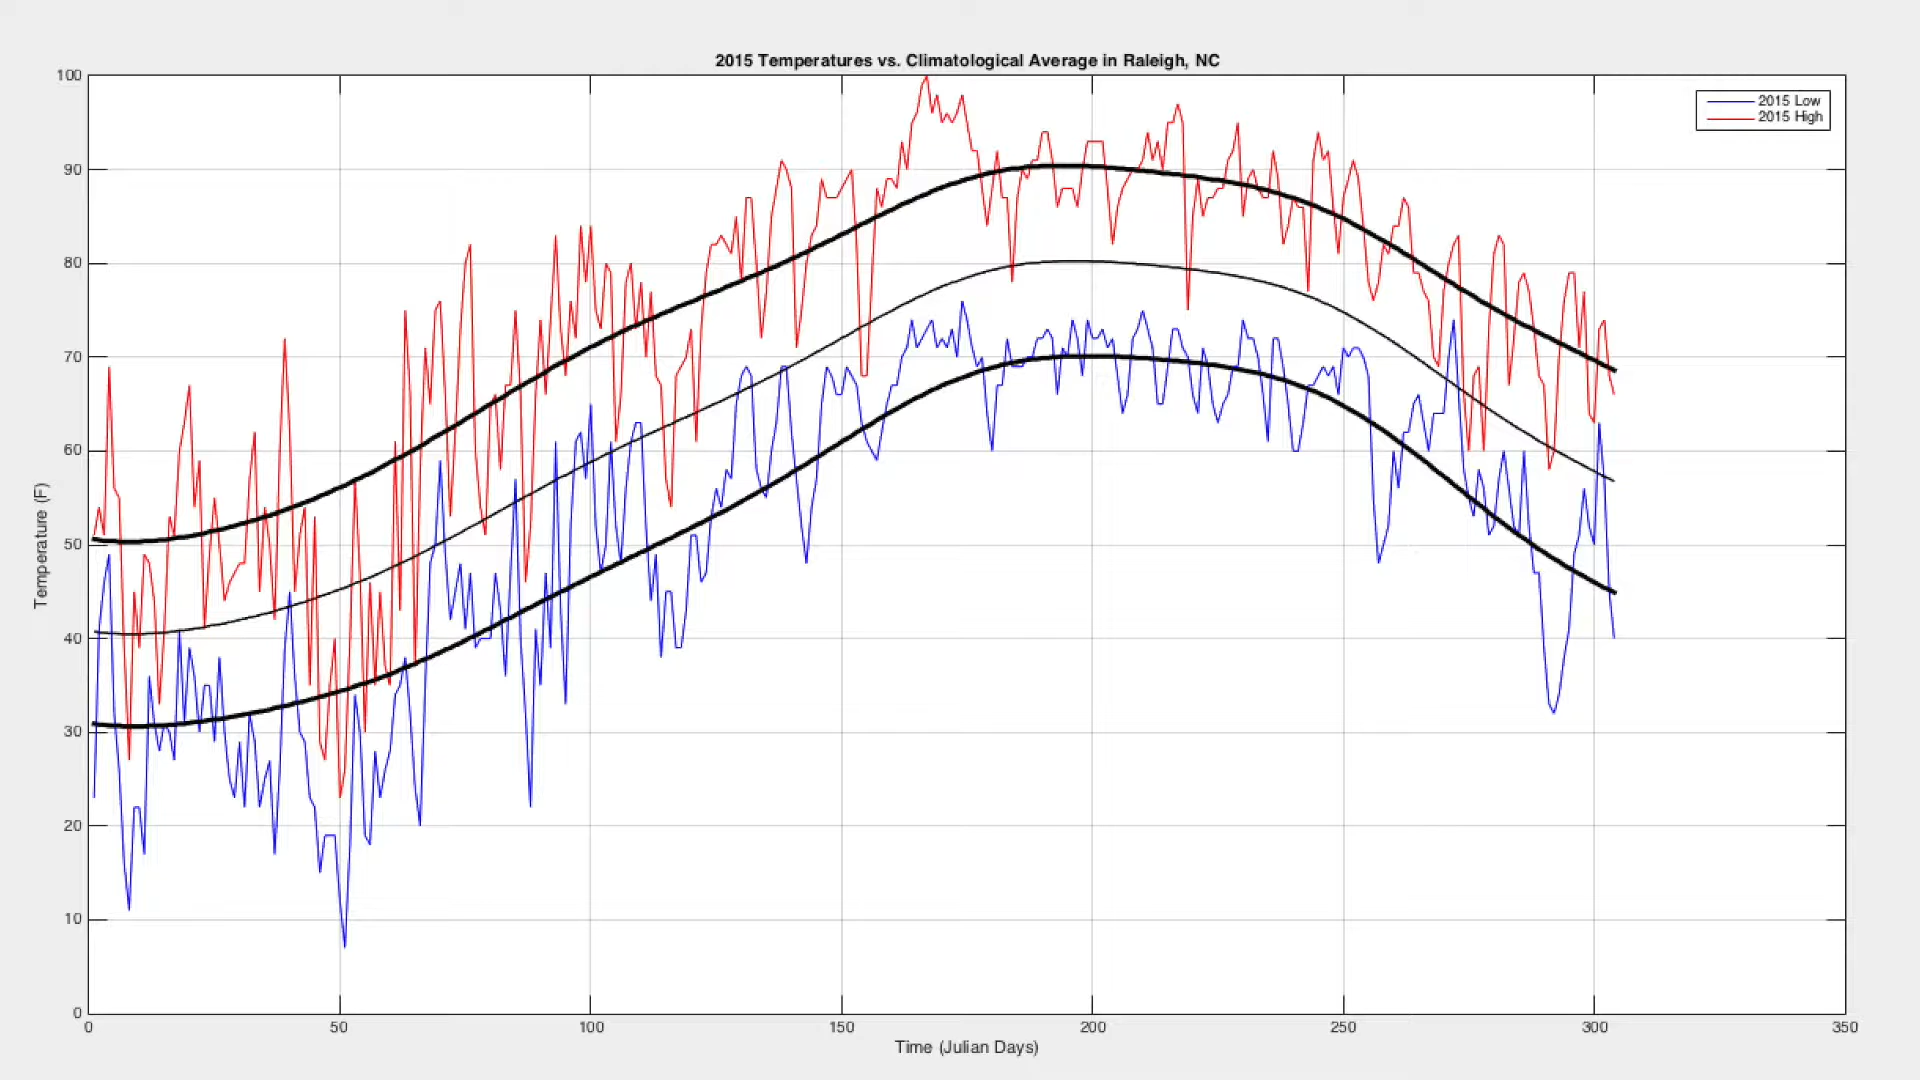 2015 Temperatures vs. Climatological Average in Raleigh, NC
2015 Low
2015 High
100
90
80
70
60
50
40
30
20
10
0
Temperature (F)
0 50 100 150 200 250 300 350
Time (Julian Days)